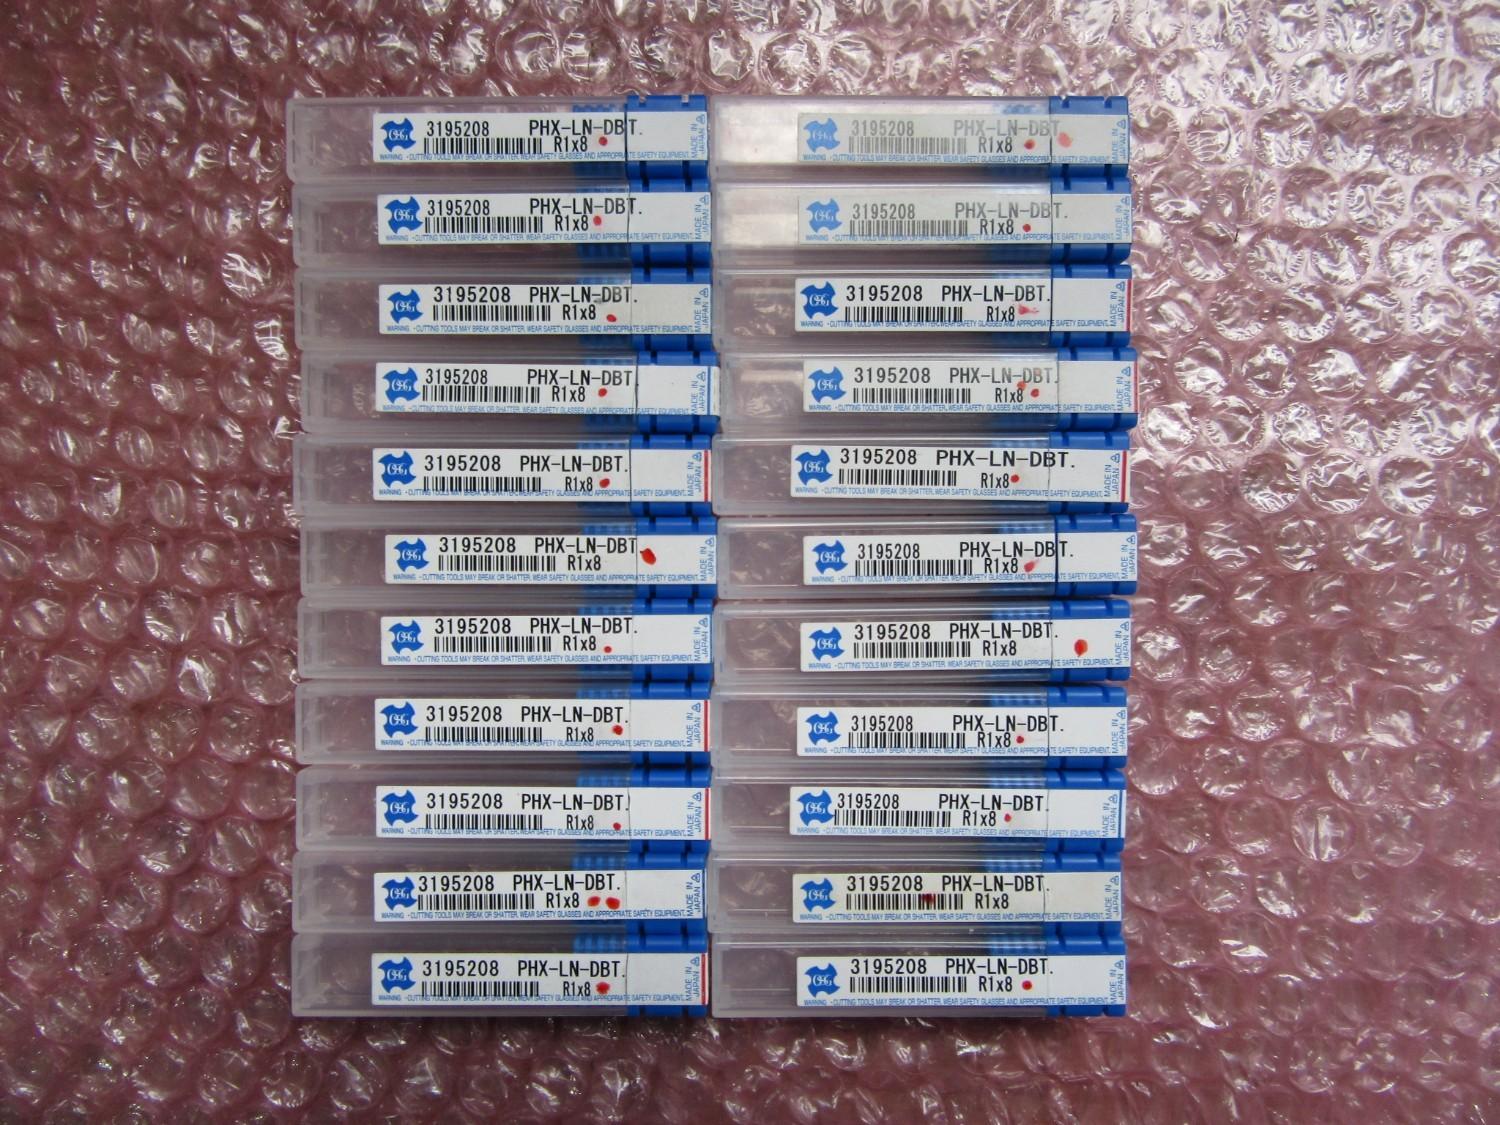 OSG 3195208 PHX-LN-DBT.
R1x8
WARNING ・CUTTING TOOLS MAY BREAK OR SHATTER. WEAR SAFETY GLASSES AND APPROPRIATE SAFETY EQUIPMENT.
MADE IN JAPAN
OSG 3195208 PHX-LN-DBT
R1x8
WARNING ・CUTTING TOOLS MAY BREAK OR SHATTER. WEAR SAFETY GLASSES AND APPROPRIATE SAFETY EQUIPMENT.
MADE IN JAPAN
OSG 3195208 PHX-LN-DBT.
R1x8
WARNING ・CUTTING TOOLS MAY BREAK OR SHATTER. WEAR SAFETY GLASSES AND APPROPRIATE SAFETY EQUIPMENT.
MADE IN JAPAN
OSG 3195208 PHX-LN-DBT.
R1x8
WARNING ・CUTTING TOOLS MAY BREAK OR SHATTER. WEAR SAFETY GLASSES AND APPROPRIATE SAFETY EQUIPMENT.
MADE IN JAPAN
OSG 3195208 PHX-LN-DBT.
R1x8
WARNING ・CUTTING TOOLS MAY BREAK OR SHATTER. WEAR SAFETY GLASSES AND APPROPRIATE SAFETY EQUIPMENT.
MADE IN JAPAN
OSG 3195208 PHX-LN-DBT.
R1x8
WARNING ・CUTTING TOOLS MAY BREAK OR SHATTER. WEAR SAFETY GLASSES AND APPROPRIATE SAFETY EQUIPMENT.
MADE IN JAPAN
OSG 3195208 PHX-LN-DBT.
R1x8
WARNING ・CUTTING TOOLS MAY BREAK OR SHATTER. WEAR SAFETY GLASSES AND APPROPRIATE SAFETY EQUIPMENT.
MADE IN JAPAN
OSG 3195208 PHX-LN-DBT.
R1x8
WARNING ・CUTTING TOOLS MAY BREAK OR SHATTER. WEAR SAFETY GLASSES AND APPROPRIATE SAFETY EQUIPMENT.
MADE IN JAPAN
OSG 3195208 PHX-LN-DBT.
R1x8
WARNING ・CUTTING TOOLS MAY BREAK OR SHATTER. WEAR SAFETY GLASSES AND APPROPRIATE SAFETY EQUIPMENT.
MADE IN JAPAN
OSG 3195208 PHX-LN-DBT.
R1x8
WARNING ・CUTTING TOOLS MAY BREAK OR SHATTER. WEAR SAFETY GLASSES AND APPROPRIATE SAFETY EQUIPMENT.
MADE IN JAPAN
OSG 3195208 PHX-LN-DBT
R1x8
WARNING ・CUTTING TOOLS MAY BREAK OR SHATTER. WEAR SAFETY GLASSES AND APPROPRIATE SAFETY EQUIPMENT.
MADE IN JAPAN
OSG 3195208 PHX-LN-DBT.
R1x8
WARNING ・CUTTING TOOLS MAY BREAK OR SHATTER. WEAR SAFETY GLASSES AND APPROPRIATE SAFETY EQUIPMENT.
MADE IN JAPAN
OSG 3195208 PHX-LN-DBT.
R1x8
WARNING ・CUTTING TOOLS MAY BREAK OR SHATTER. WEAR SAFETY GLASSES AND APPROPRIATE SAFETY EQUIPMENT.
MADE IN JAPAN
OSG 3195208 PHX-LN-DBT.
R1x8
WARNING ・CUTTING TOOLS MAY BREAK OR SHATTER. WEAR SAFETY GLASSES AND APPROPRIATE SAFETY EQUIPMENT.
MADE IN JAPAN
OSG 3195208 PHX-LN-DBT.
R1x8
WARNING ・CUTTING TOOLS MAY BREAK OR SHATTER. WEAR SAFETY GLASSES AND APPROPRIATE SAFETY EQUIPMENT.
MADE IN JAPAN
OSG 3195208 PHX-LN-DBT.
R1x8
WARNING ・CUTTING TOOLS MAY BREAK OR SHATTER. WEAR SAFETY GLASSES AND APPROPRIATE SAFETY EQUIPMENT.
MADE IN JAPAN
OSG 3195208 PHX-LN-DBT.
R1x8
WARNING ・CUTTING TOOLS MAY BREAK OR SHATTER. WEAR SAFETY GLASSES AND APPROPRIATE SAFETY EQUIPMENT.
MADE IN JAPAN
OSG 3195208 PHX-LN-DBT.
R1x8
WARNING ・CUTTING TOOLS MAY BREAK OR SHATTER. WEAR SAFETY GLASSES AND APPROPRIATE SAFETY EQUIPMENT.
MADE IN JAPAN
OSG 3195208 PHX-LN-DBT.
R1x8
WARNING ・CUTTING TOOLS MAY BREAK OR SHATTER. WEAR SAFETY GLASSES AND APPROPRIATE SAFETY EQUIPMENT.
MADE IN JAPAN
OSG 3195208 PHX-LN-DBT.
R1x8
WARNING ・CUTTING TOOLS MAY BREAK OR SHATTER. WEAR SAFETY GLASSES AND APPROPRIATE SAFETY EQUIPMENT.
MADE IN JAPAN
OSG 3195208 PHX-LN-DBT.
R1x8
WARNING ・CUTTING TOOLS MAY BREAK OR SHATTER. WEAR SAFETY GLASSES AND APPROPRIATE SAFETY EQUIPMENT.
MADE IN JAPAN
OSG 3195208 PHX-LN-DBT.
R1x8
WARNING ・CUTTING TOOLS MAY BREAK OR SHATTER. WEAR SAFETY GLASSES AND APPROPRIATE SAFETY EQUIPMENT.
MADE IN JAPAN